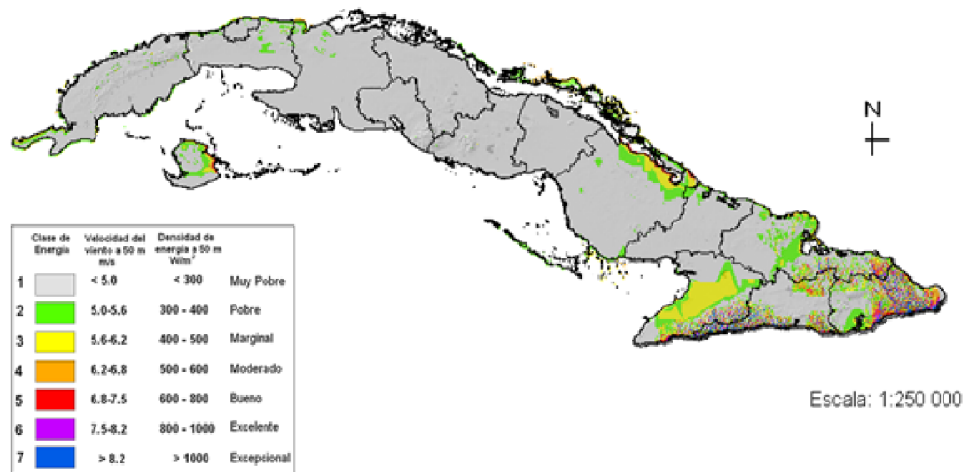 N
Clase de Energía Velocidad del viento a 50 m m/s Densidad de energía a 50 m W/m²
1 < 5.0 < 300 Muy Pobre
2 5.0-5.6 300 - 400 Pobre
3 5.6-6.2 400 - 500 Marginal
4 6.2-6.8 500 - 600 Moderado
5 6.8-7.5 600 - 800 Bueno
6 7.5-8.2 800 - 1000 Excelente
7 > 8.2 > 1000 Excepcional
Escala: 1:250 000